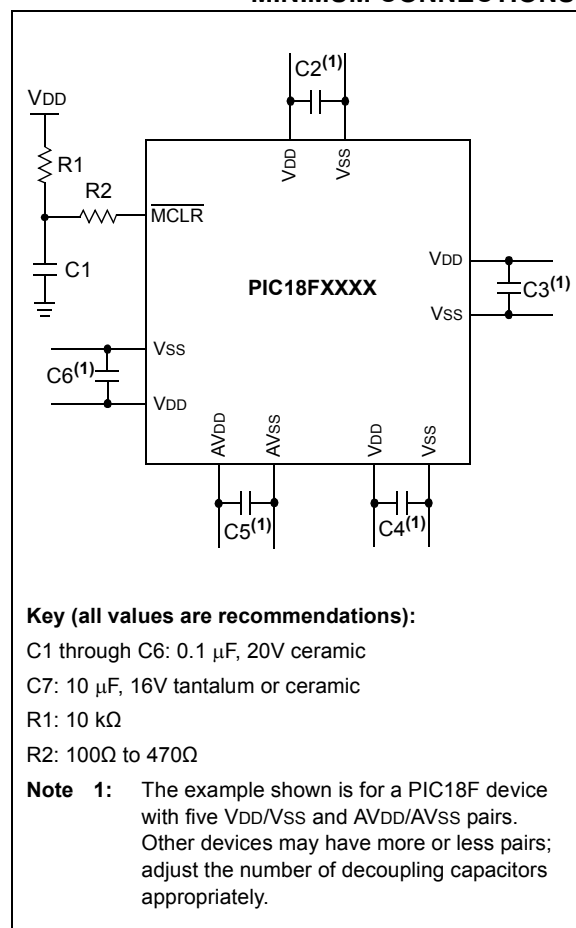 C2(1)
VDD
R1
R2
C1
VDD
VSS
MCLR
PIC18FXXXX
VDD
C3(1)
VSS
VSS
C6(1)
VDD
AVDD
AVSS
VDD
VSS
C5(1)
C4(1)
Key (all values are recommendations):
C1 through C6: 0.1 μF, 20V ceramic
C7: 10 μF, 16V tantalum or ceramic
R1: 10 kΩ
R2: 100Ω to 470Ω
Note 1: The example shown is for a PIC18F device
with five VDD/VSS and AVDD/AVSS pairs.
Other devices may have more or less pairs;
adjust the number of decoupling capacitors
appropriately.